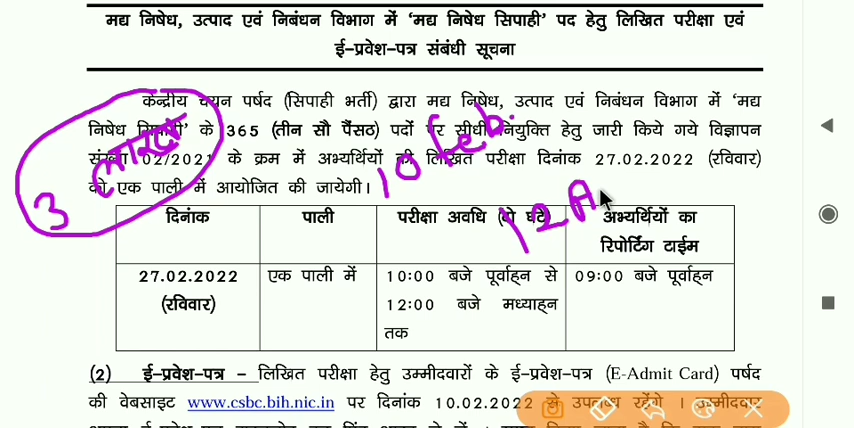 मद्य निषेध, उत्पाद एवं निबंधन विभाग में 'मद्य निषेध सिपाही' पद हेतु लिखित परीक्षा एवं
ई-प्रवेश-पत्र संबंधी सूचना
केन्द्रीय चयन पर्षद (सिपाही भर्ती) द्वारा मद्य निषेध, उत्पाद एवं निबंधन विभाग में 'मद्य
निषेध सिपाही' के 365 (तीन सौ पैंसठ) पदों पर सीधी नियुक्ति हेतु जारी किये गये विज्ञापन
संख्या 02/2021 के क्रम में अभ्यर्थियों की लिखित परीक्षा दिनांक 27.02.2022 (रविवार)
को एक पाली में आयोजित की जायेगी।
3 लाख
10 feb.
12 A
दिनांक पाली परीक्षा अवधि (दो घंटे) अभ्यर्थियों का
रिपोर्टिंग टाईम
27.02.2022 एक पाली में 10:00 बजे पूर्वाह्न से 09:00 बजे पूर्वाह्न
(रविवार) 12:00 बजे मध्याह्न
तक
(2) ई-प्रवेश-पत्र – लिखित परीक्षा हेतु उम्मीदवारों के ई-प्रवेश-पत्र (E-Admit Card) पर्षद
की वेबसाइट www.csbc.bih.nic.in पर दिनांक 10.02.2022 से उपलब्ध रहेंगे । उम्मीदवार